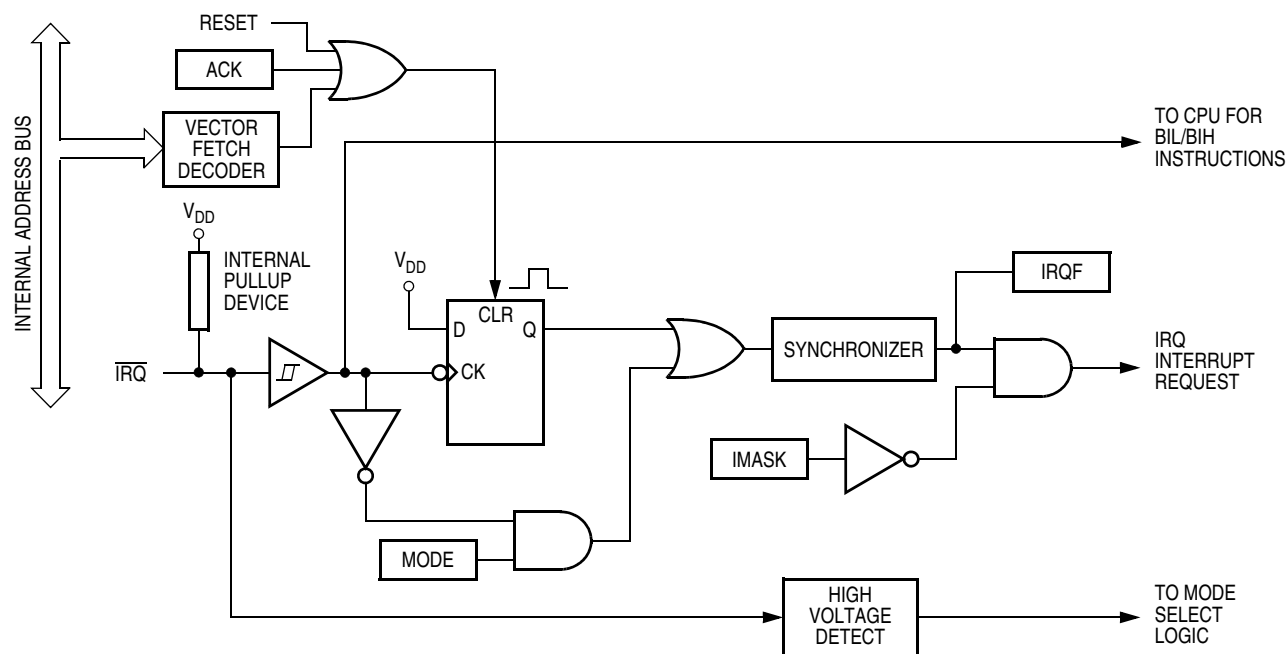 RESET
ACK
VECTOR
FETCH
DECODER
INTERNAL ADDRESS BUS
TO CPU FOR
BIL/BIH
INSTRUCTIONS
VDD
INTERNAL
PULLUP
DEVICE
VDD
CLR
D
Q
CK
IRQ
SYNCHRONIZER
IRQF
IRQ
INTERRUPT
REQUEST
IMASK
MODE
HIGH
VOLTAGE
DETECT
TO MODE
SELECT
LOGIC